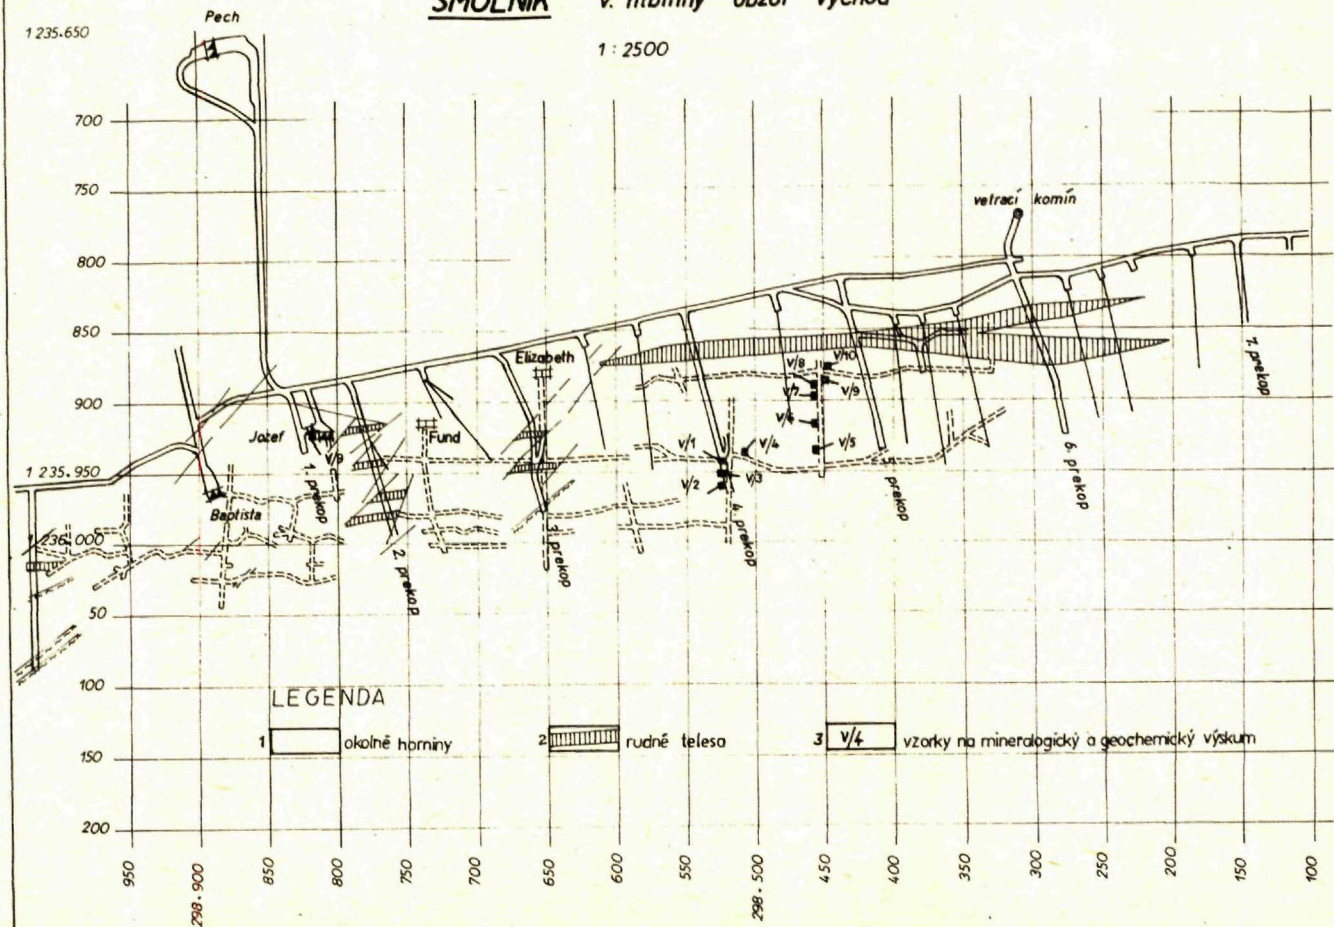 SMOLNÍK V. hlbinný obzor východ
1 : 2500
Pech
1 235.650
700
750
vetrací komín
800
850
Elizabeth
V/8
V/10
V/7
V/9
7. prekop
900
Jozef
Fund
V/9
V/1
V/4
V/5
1 235.950
V/2
V/3
1. prekop
5. prekop
6. prekop
Baptista
1 236.000
2. prekop
3. prekop
4. prekop
50
100
LEGENDA
1 okolné horniny
2 rudné telesa
3 V/4 vzorky na mineralogický a geochemický výskum
150
200
950
298.900
850
800
750
700
650
600
550
298.500
450
400
350
300
250
200
150
100